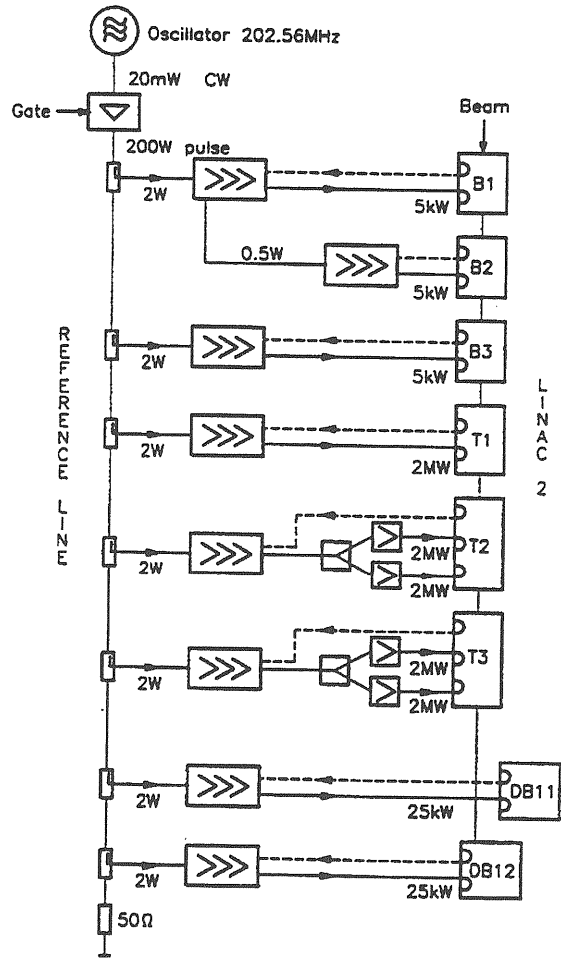 Oscillator 202.56MHz
20mW CW
Gate
200W pulse
Beam
2W
B1
5kW
0.5W
B2
5kW
REFERENCE LINE
LINAC 2
2W
B3
5kW
2W
T1
2MW
2W
2MW
T2
2MW
2W
2MW
T3
2MW
2W
DB11
25kW
2W
DB12
25kW
50Ω